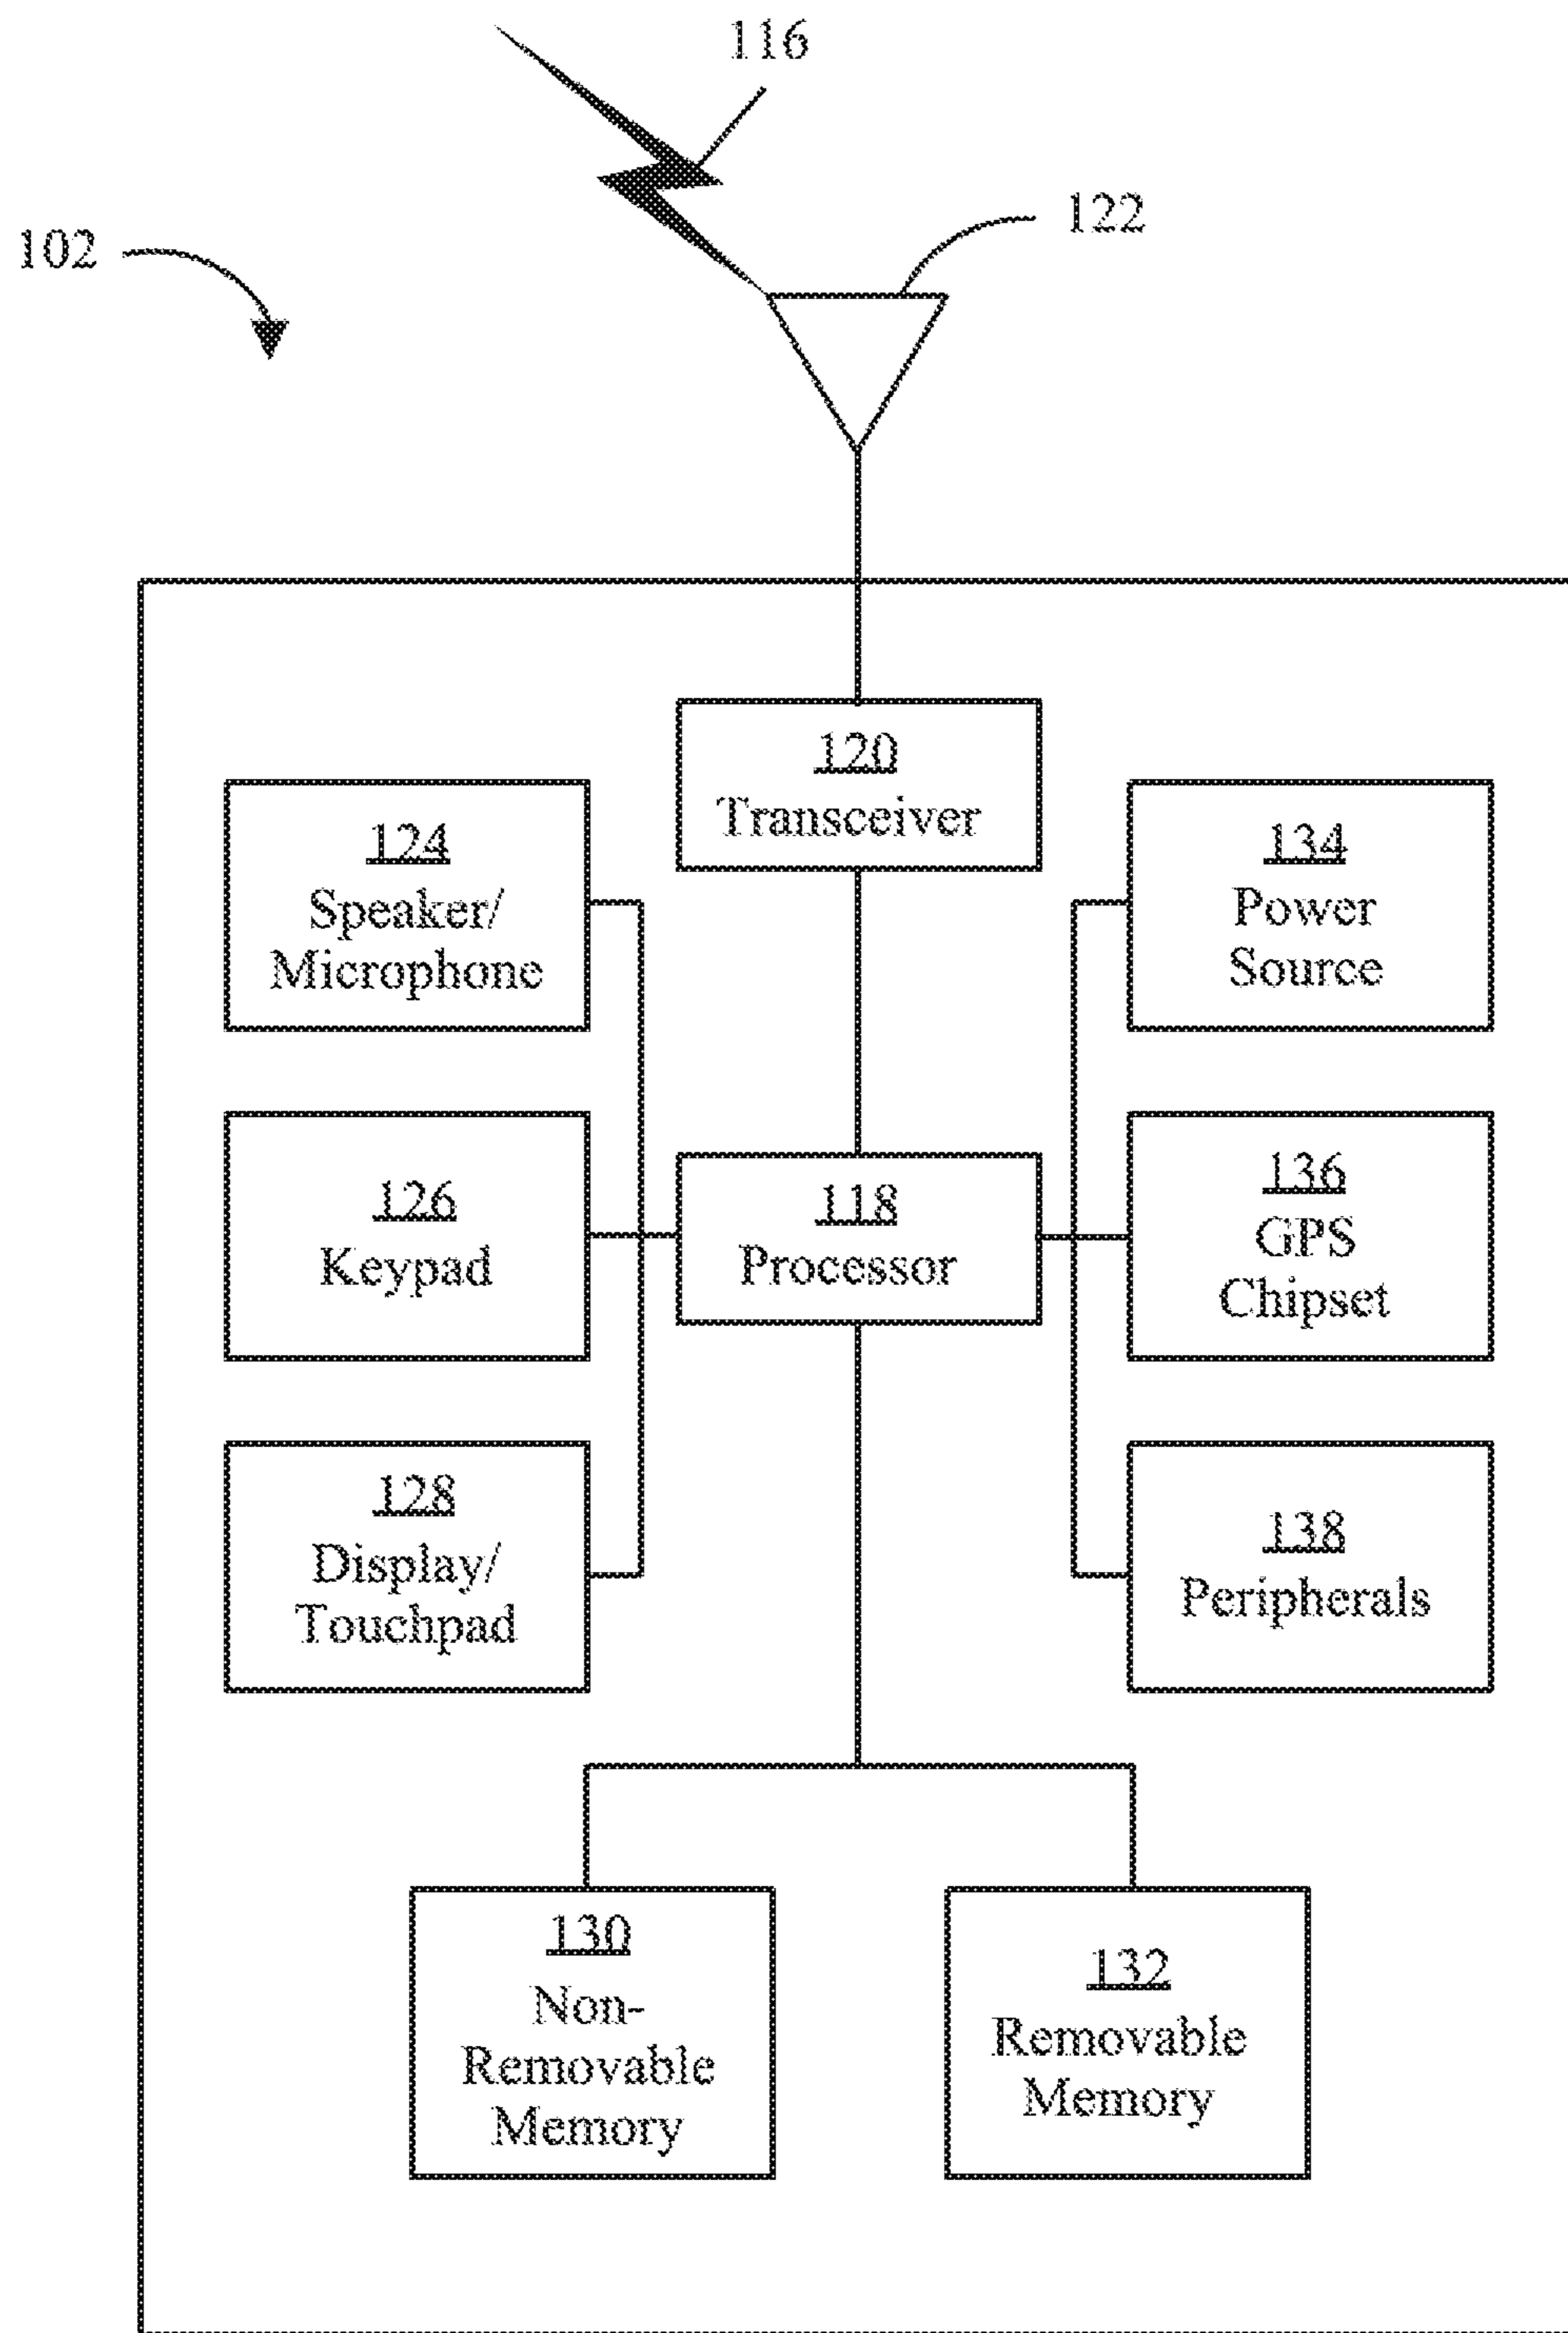 116
122
102
120
Transceiver
124
Speaker/
Microphone
134
Power
Source
126
Keypad
118
Processor
136
GPS
Chipset
128
Display/
Touchpad
138
Peripherals
130
Non-
Removable
Memory
132
Removable
Memory